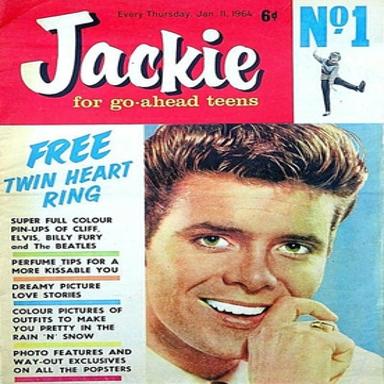 Every Thursday, Jan. 11, 1964 6d
Nº1
Jackie
for go-ahead teens
FREE
TWIN HEART
RING
SUPER FULL COLOUR
PIN-UPS OF CLIFF,
ELVIS, BILLY FURY
and The BEATLES
PERFUME TIPS FOR A
MORE KISSABLE YOU
DREAMY PICTURE
LOVE STORIES
COLOUR PICTURES OF
OUTFITS TO MAKE
YOU PRETTY IN THE
RAIN 'N' SNOW
PHOTO FEATURES AND
WAY-OUT EXCLUSIVES
ON ALL THE POPSTERS